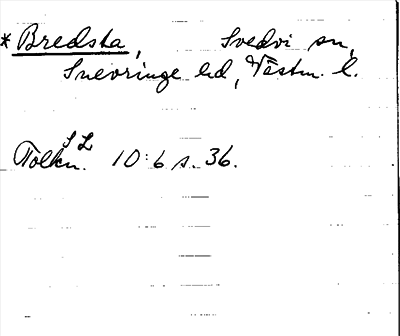 *Bredsta, Svedvi sn,
Snevringe hd, Västm. l.
SL
Tolkn. 10:6 s. 36.